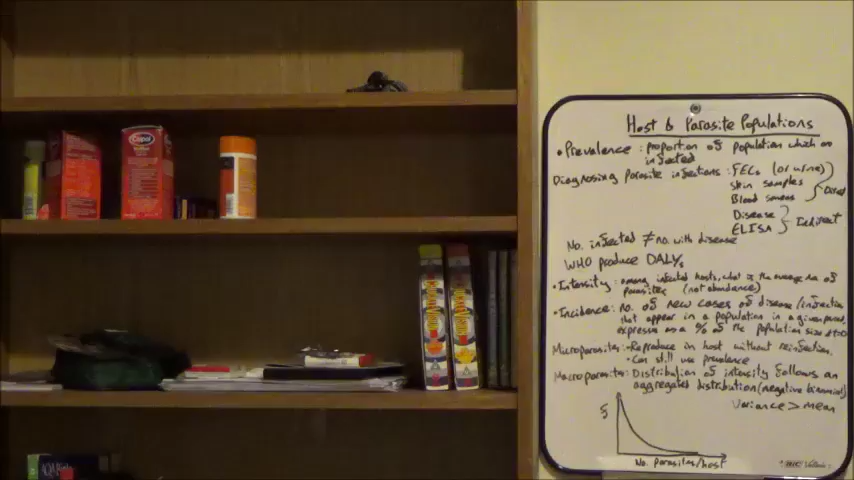 Calpol
AQA
Host & Parasite Populations
• Prevalence : proportion of population which are
infected
Diagnosing parasite infections : FECs (or urine)
Skin samples
Blood smears
Direct
Disease
ELISA
Indirect
No. infected ≠ no. with disease
WHO produce DALYs
• Intensity : among infected hosts, what is the average no. of
parasites (not abundance)
• Incidence : no. of new cases of disease/infection
that appear in a population in a given period,
expressed as a % of the population size at t=0
Microparasites: - Reproduce in host without reinfection.
- Can still use prevalence
Macroparasites: Distribution of intensity follows an
aggregated distribution (negative binomial)
Variance > mean
f
No. parasites/host